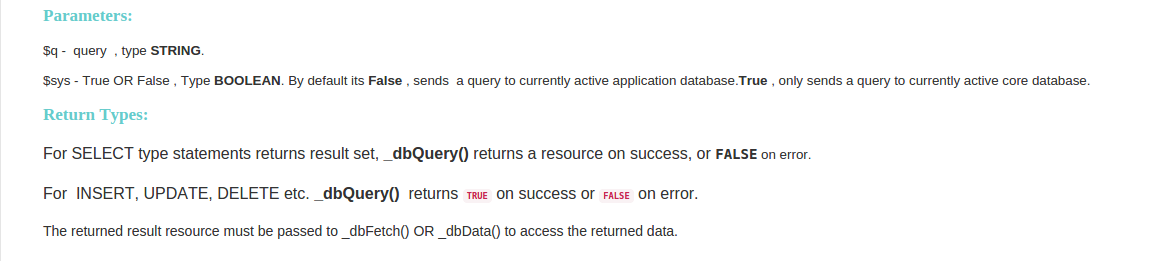 Parameters:
$q -  query  , type STRING.
$sys - True OR False , Type BOOLEAN. By default its False , sends  a query to currently active application database.True , only sends a query to currently active core database.
Return Types:
For SELECT type statements returns result set, _dbQuery() returns a resource on success, or FALSE on error.
For  INSERT, UPDATE, DELETE etc. _dbQuery()  returns TRUE on success or FALSE on error.
The returned result resource must be passed to _dbFetch() OR _dbData() to access the returned data.